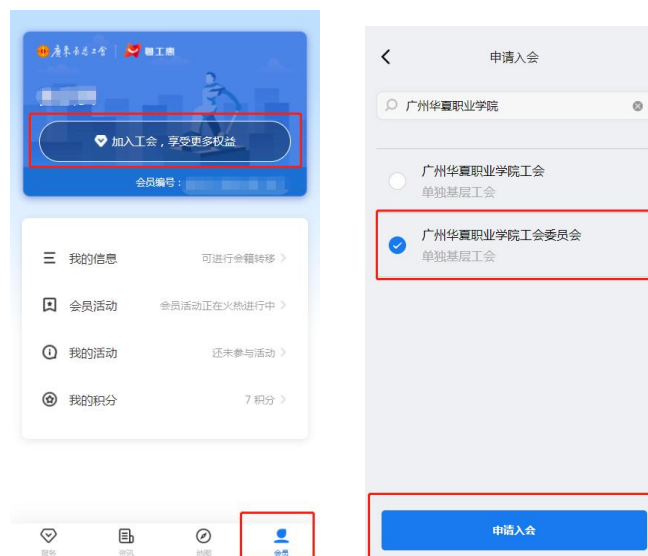 广东省总工会 粤工惠
加入工会，享受更多权益
会员编号：
我的信息
可进行会籍转移
会员活动
会员活动正在火热进行中
我的活动
还未参与活动
我的积分
7 积分
服务
资讯
地图
会员
申请入会
广州华夏职业学院
广州华夏职业学院工会
单独基层工会
广州华夏职业学院工会委员会
单独基层工会
申请入会